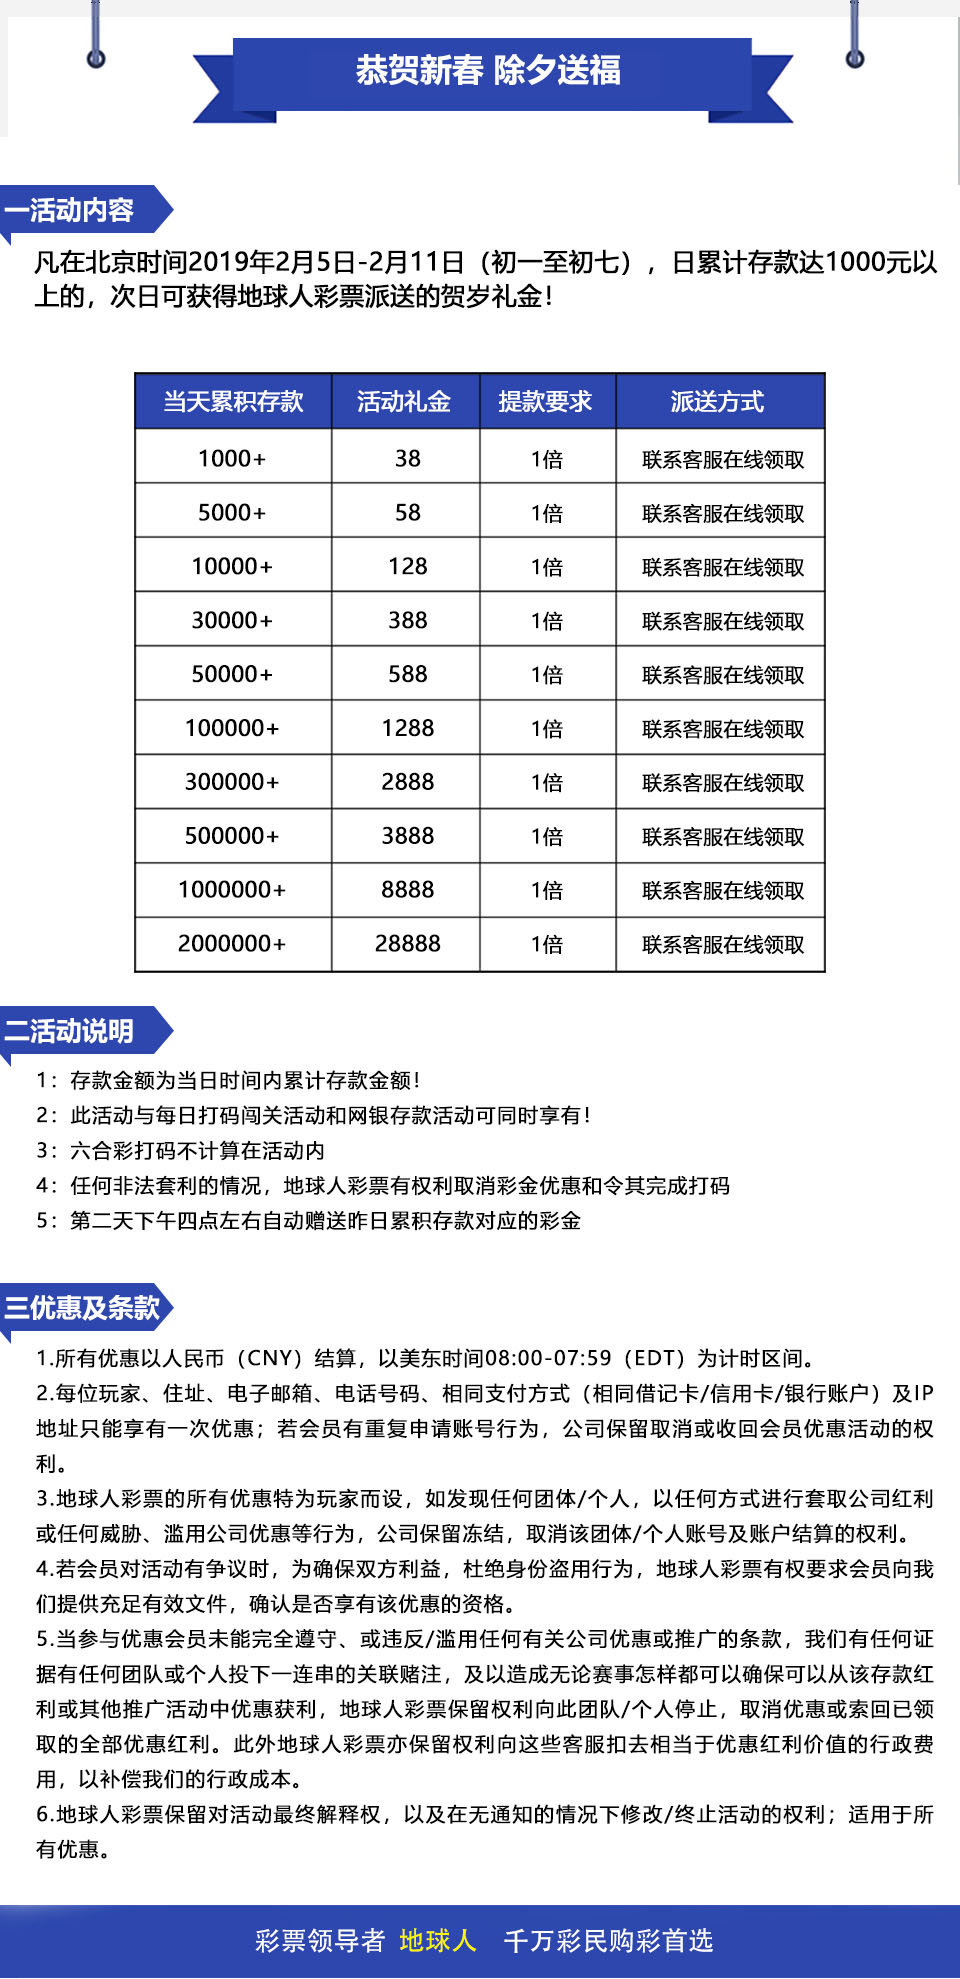 恭贺新春 除夕送福
一活动内容
凡在北京时间2019年2月5日-2月11日（初一至初七），日累计存款达1000元以
上的，次日可获得地球人彩票派送的贺岁礼金！
当天累积存款 活动礼金 提款要求 派送方式
1000+ 38 1倍 联系客服在线领取
5000+ 58 1倍 联系客服在线领取
10000+ 128 1倍 联系客服在线领取
30000+ 388 1倍 联系客服在线领取
50000+ 588 1倍 联系客服在线领取
100000+ 1288 1倍 联系客服在线领取
300000+ 2888 1倍 联系客服在线领取
500000+ 3888 1倍 联系客服在线领取
1000000+ 8888 1倍 联系客服在线领取
2000000+ 28888 1倍 联系客服在线领取
二活动说明
1：存款金额为当日时间内累计存款金额！
2：此活动与每日打码闯关活动和网银存款活动可同时享有！
3：六合彩打码不计算在活动内
4：任何非法套利的情况，地球人彩票有权利取消彩金优惠和令其完成打码
5：第二天下午四点左右自动赠送昨日累积存款对应的彩金
三优惠及条款
1.所有优惠以人民币（CNY）结算，以美东时间08:00-07:59（EDT）为计时区间。
2.每位玩家、住址、电子邮箱、电话号码、相同支付方式（相同借记卡/信用卡/银行账户）及IP
地址只能享有一次优惠；若会员有重复申请账号行为，公司保留取消或收回会员优惠活动的权
利。
3.地球人彩票的所有优惠特为玩家而设，如发现任何团体/个人，以任何方式进行套取公司红利
或任何威胁、滥用公司优惠等行为，公司保留冻结，取消该团体/个人账号及账户结算的权利。
4.若会员对活动有争议时，为确保双方利益，杜绝身份盗用行为，地球人彩票有权要求会员向我
们提供充足有效文件，确认是否享有该优惠的资格。
5.当参与优惠会员未能完全遵守、或违反/滥用任何有关公司优惠或推广的条款，我们有任何证
据有任何团队或个人投下一连串的关联赌注，及以造成无论赛事怎样都可以确保可以从该存款红
利或其他推广活动中优惠获利，地球人彩票保留权利向此团队/个人停止，取消优惠或索回已领
取的全部优惠红利。此外地球人彩票亦保留权利向这些客服扣去相当于优惠红利价值的行政费
用，以补偿我们的行政成本。
6.地球人彩票保留对活动最终解释权，以及在无通知的情况下修改/终止活动的权利；适用于所
有优惠。
彩票领导者 地球人 千万彩民购彩首选